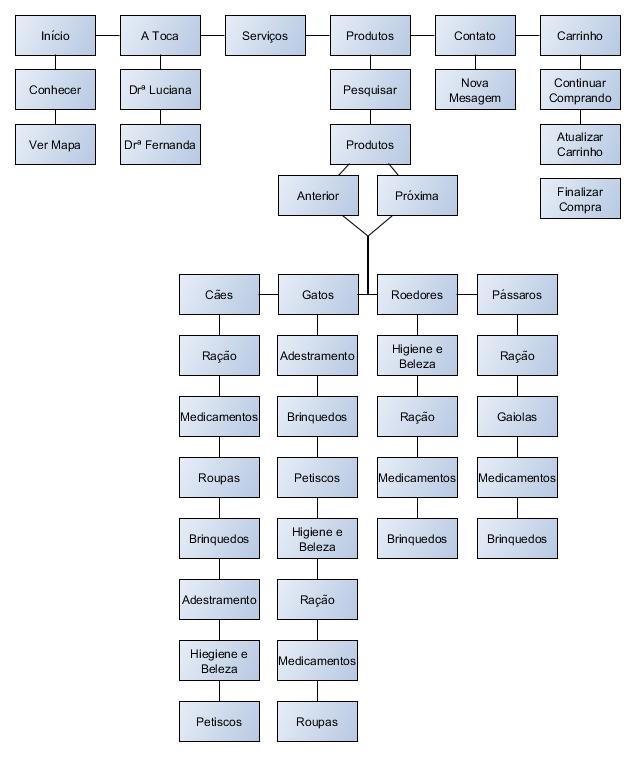 Início
A Toca
Serviços
Produtos
Contato
Carrinho
Conhecer
Drª Luciana
Pesquisar
Nova
Mesagem
Continuar
Comprando
Ver Mapa
Drª Fernanda
Produtos
Atualizar
Carrinho
Anterior
Próxima
Finalizar
Compra
Cães
Gatos
Roedores
Pássaros
Ração
Adestramento
Higiene e
Beleza
Ração
Medicamentos
Brinquedos
Ração
Gaiolas
Roupas
Petiscos
Medicamentos
Medicamentos
Brinquedos
Higiene e
Beleza
Brinquedos
Brinquedos
Adestramento
Ração
Hiegiene e
Beleza
Medicamentos
Petiscos
Roupas